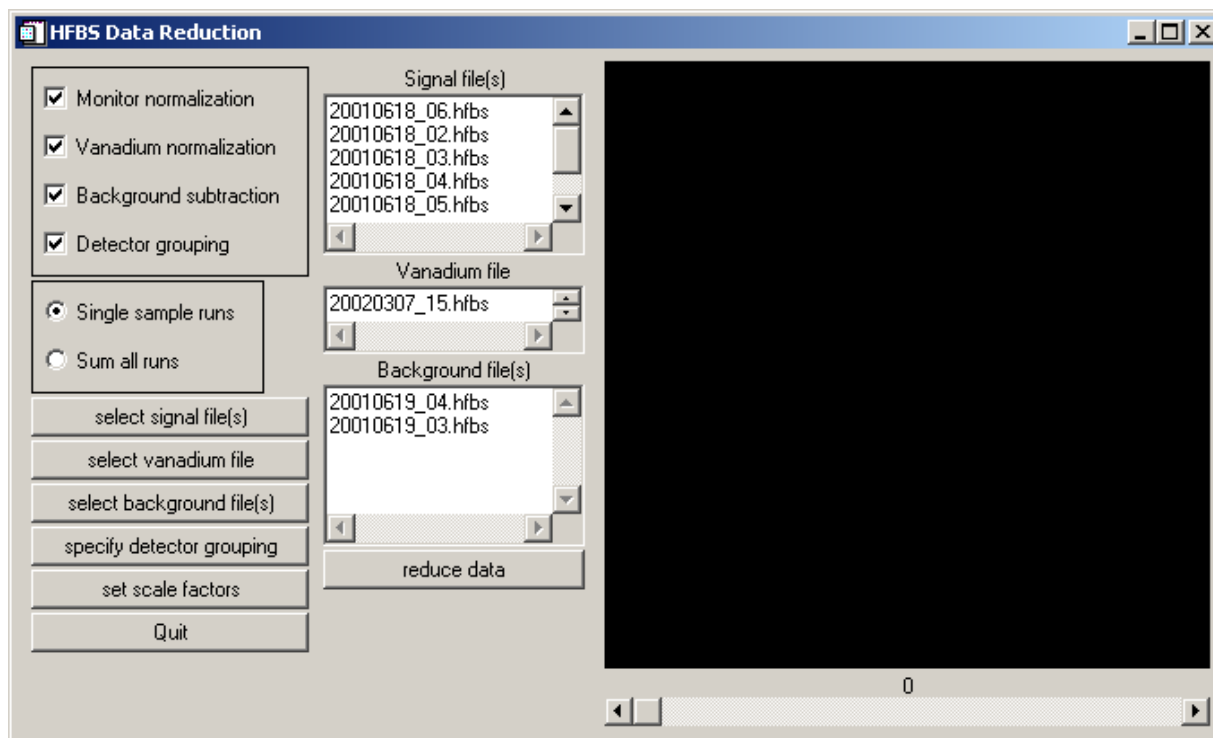 HFBS Data Reduction
Monitor normalization
Vanadium normalization
Background subtraction
Detector grouping
Single sample runs
Sum all runs
select signal file(s)
select vanadium file
select background file(s)
specify detector grouping
set scale factors
Quit
Signal file(s)
20010618_06.hfbs
20010618_02.hfbs
20010618_03.hfbs
20010618_04.hfbs
20010618_05.hfbs
Vanadium file
20020307_15.hfbs
Background file(s)
20010619_04.hfbs
20010619_03.hfbs
reduce data
0